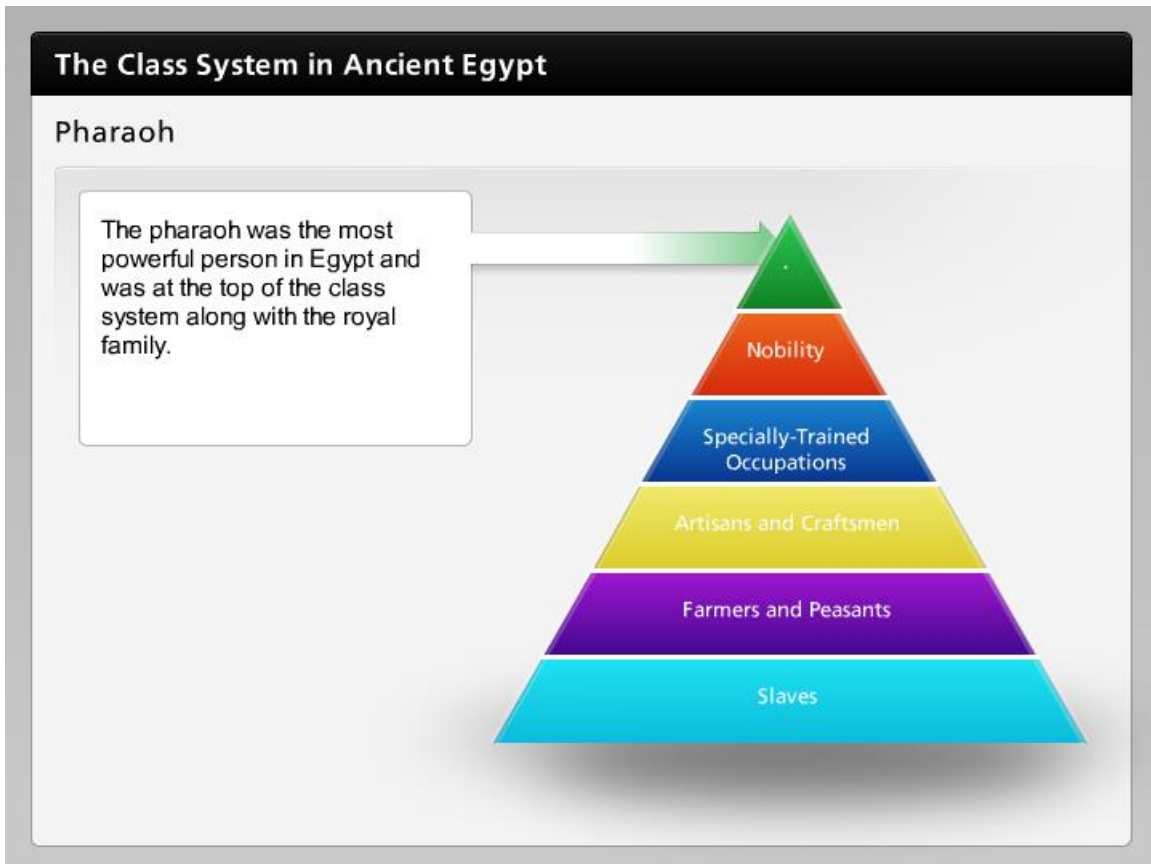 The Class System in Ancient Egypt
Pharaoh
The pharaoh was the most
powerful person in Egypt and
was at the top of the class
system along with the royal
family.
Nobility
Specially-Trained
Occupations
Artisans and Craftsmen
Farmers and Peasants
Slaves